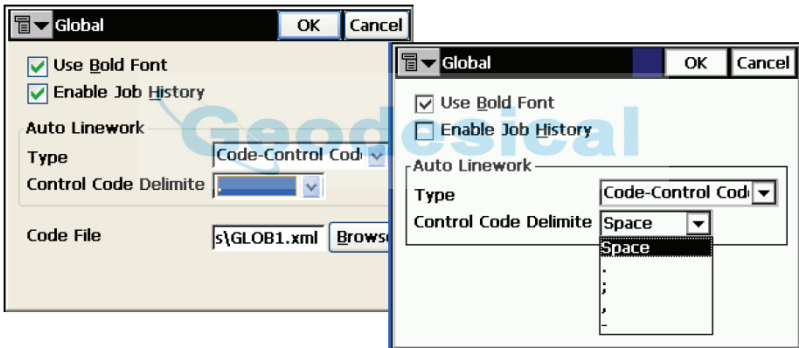 Global OK Cancel
Use Bold Font
Enable Job History
Auto Linework
Type Code-Control Cod
Control Code Delimite .
Code File s\GLOB1.xml Brows
Global OK Cancel
Use Bold Font
Enable Job History
Auto Linework
Type Code-Control Cod
Control Code Delimite Space
Space
.
;
,
-
Geodesical